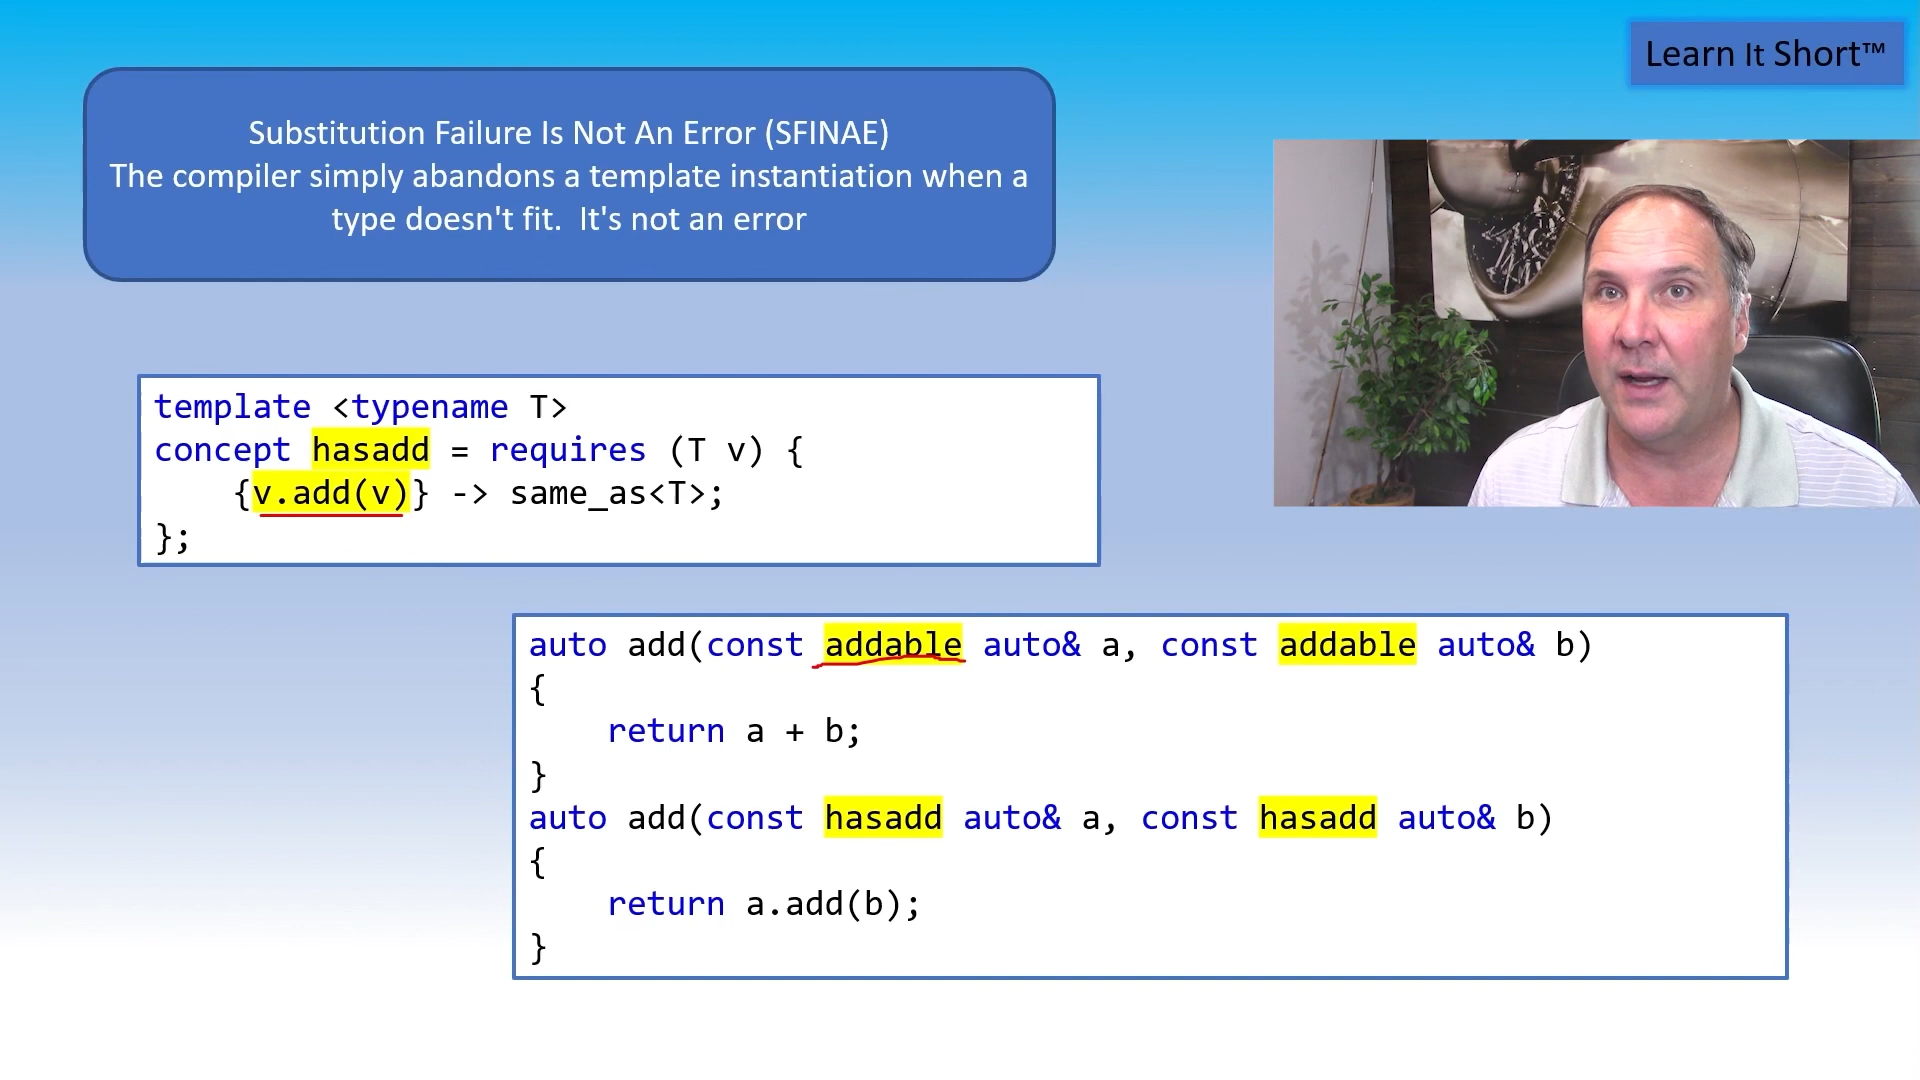 Learn It Short™
Substitution Failure Is Not An Error (SFINAE)
The compiler simply abandons a template instantiation when a
type doesn't fit.  It's not an error
template <typename T>
concept hasadd = requires (T v) {
    {v.add(v)} -> same_as<T>;
};
auto add(const addable auto& a, const addable auto& b)
{
    return a + b;
}
auto add(const hasadd auto& a, const hasadd auto& b)
{
    return a.add(b);
}